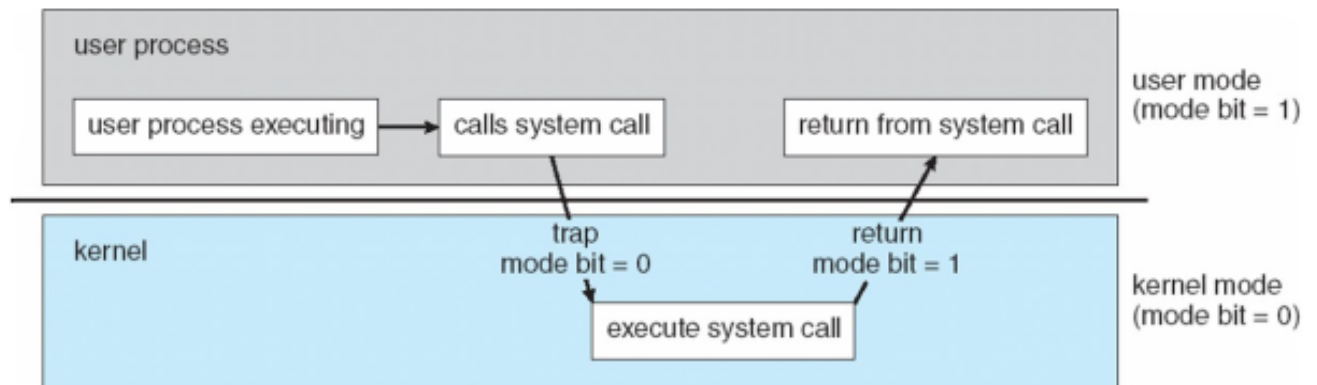 user process
user process executing
calls system call
return from system call
user mode
(mode bit = 1)
kernel
trap
mode bit = 0
return
mode bit = 1
execute system call
kernel mode
(mode bit = 0)